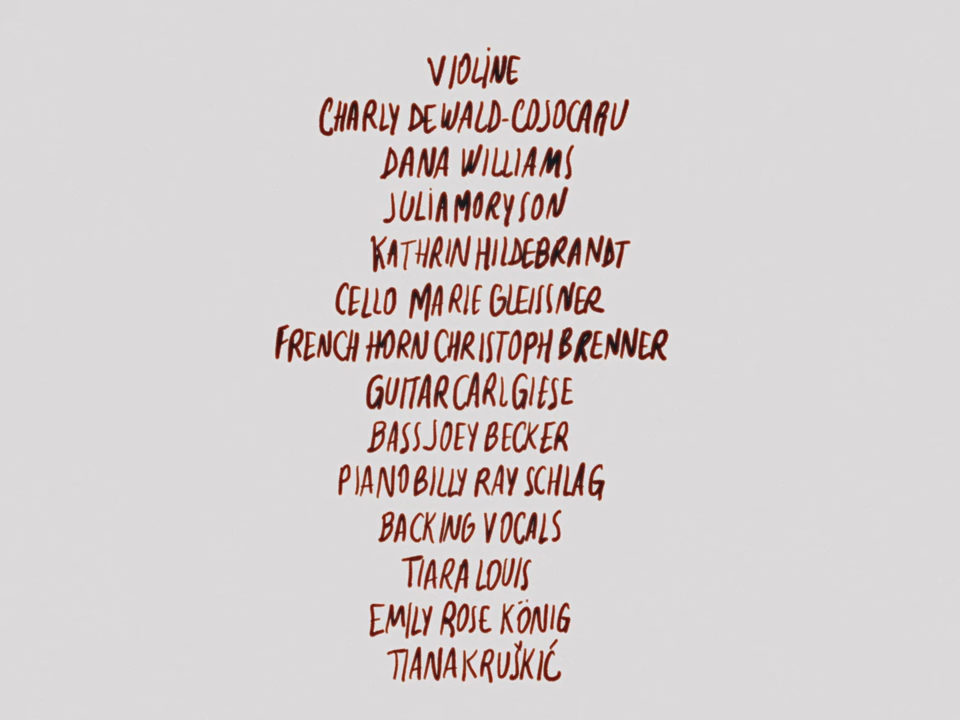 VIOLINE
CHARLY DEWALD-COJOCARU
DANA WILLIAMS
JULIA MORYSON
KATHRIN HILDEBRANDT
CELLO MARIE GLEISSNER
FRENCH HORN CHRISTOPH BRENNER
GUITAR CARL GIESE
BASS JOEY BECKER
PIANO BILLY RAY SCHLAG
BACKING VOCALS
TIARA LOUIS
EMILY ROSE KÖNIG
TIANA KRUŠKIĆ